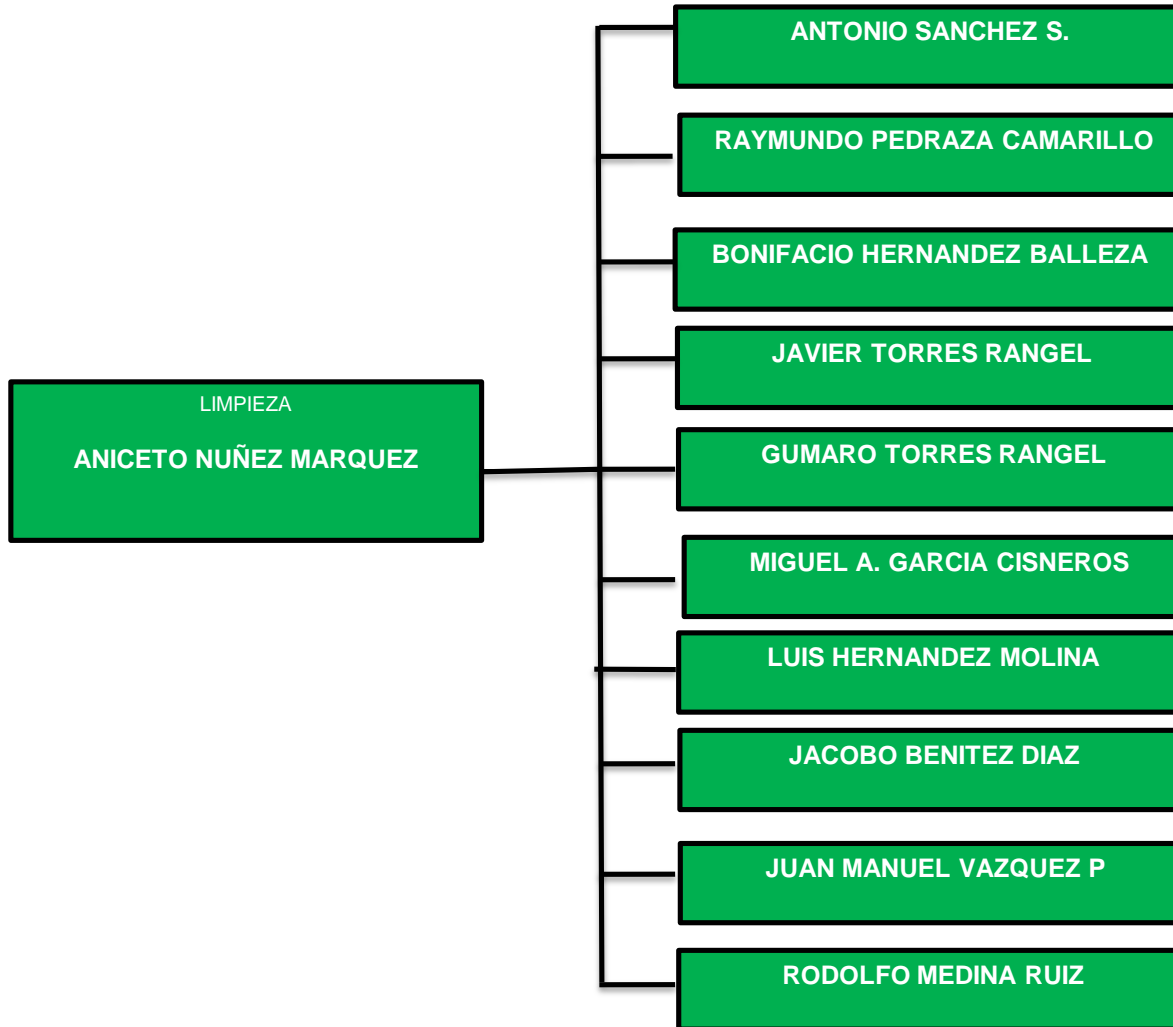 ANTONIO SANCHEZ S.
RAYMUNDO PEDRAZA CAMARILLO
BONIFACIO HERNANDEZ BALLEZA
JAVIER TORRES RANGEL
LIMPIEZA
ANICETO NUÑEZ MARQUEZ
GUMARO TORRES RANGEL
MIGUEL A. GARCIA CISNEROS
LUIS HERNANDEZ MOLINA
JACOBO BENITEZ DIAZ
JUAN MANUEL VAZQUEZ P
RODOLFO MEDINA RUIZ